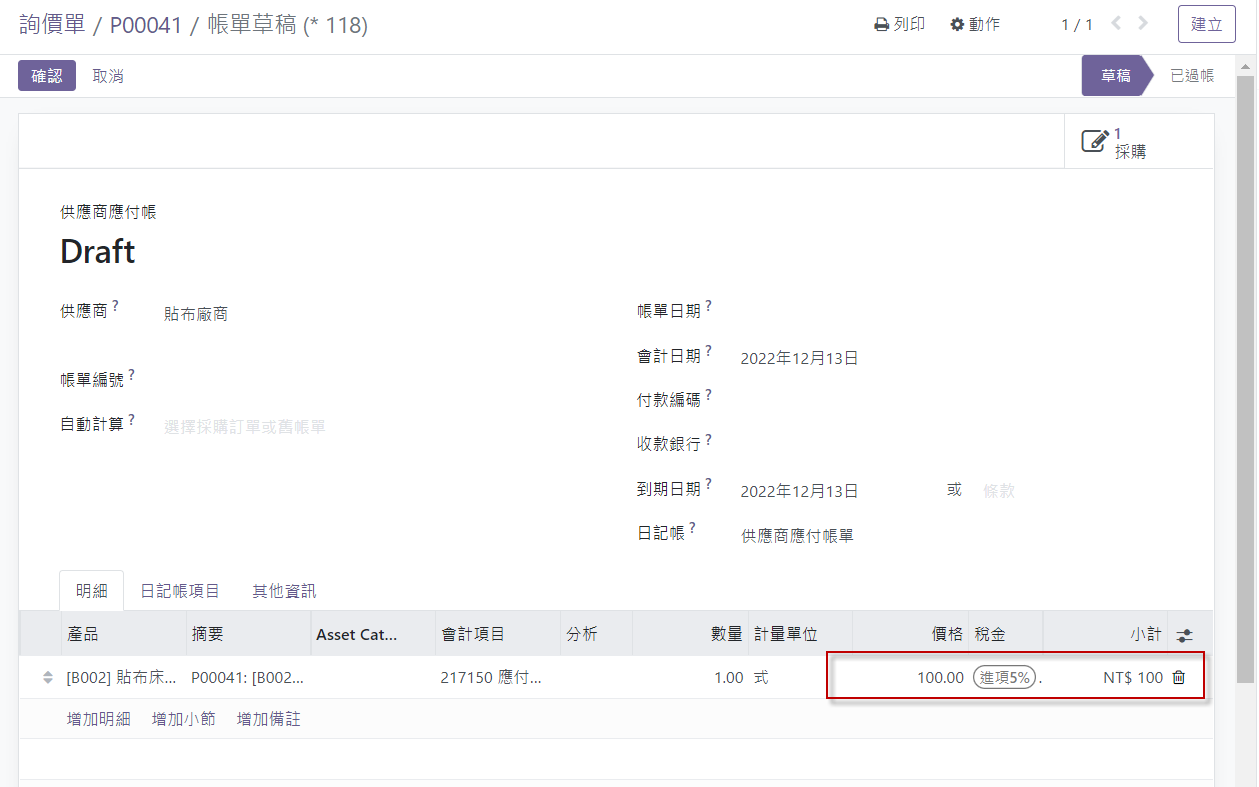 詢價單 / P00041 / 帳單草稿 (* 118) 列印 動作 1 / 1 建立
確認 取消 草稿 已過帳
1
採購
供應商應付帳
Draft
供應商 ? 貼布廠商 帳單日期 ?
會計日期 ? 2022年12月13日
帳單編號 ? 付款編碼 ?
自動計算 ? 選擇採購訂單或舊帳單 收款銀行 ?
到期日期 ? 2022年12月13日 或 條款
日記帳 ? 供應商應付帳單
明細 日記帳項目 其他資訊
產品 摘要 Asset Cat... 會計項目 分析 數量 計量單位 價格 稅金 小計
[B002] 貼布床... P00041: [B002... 217150 應付... 1.00 式 100.00 進項5% . NT$ 100
增加明細 增加小節 增加備註